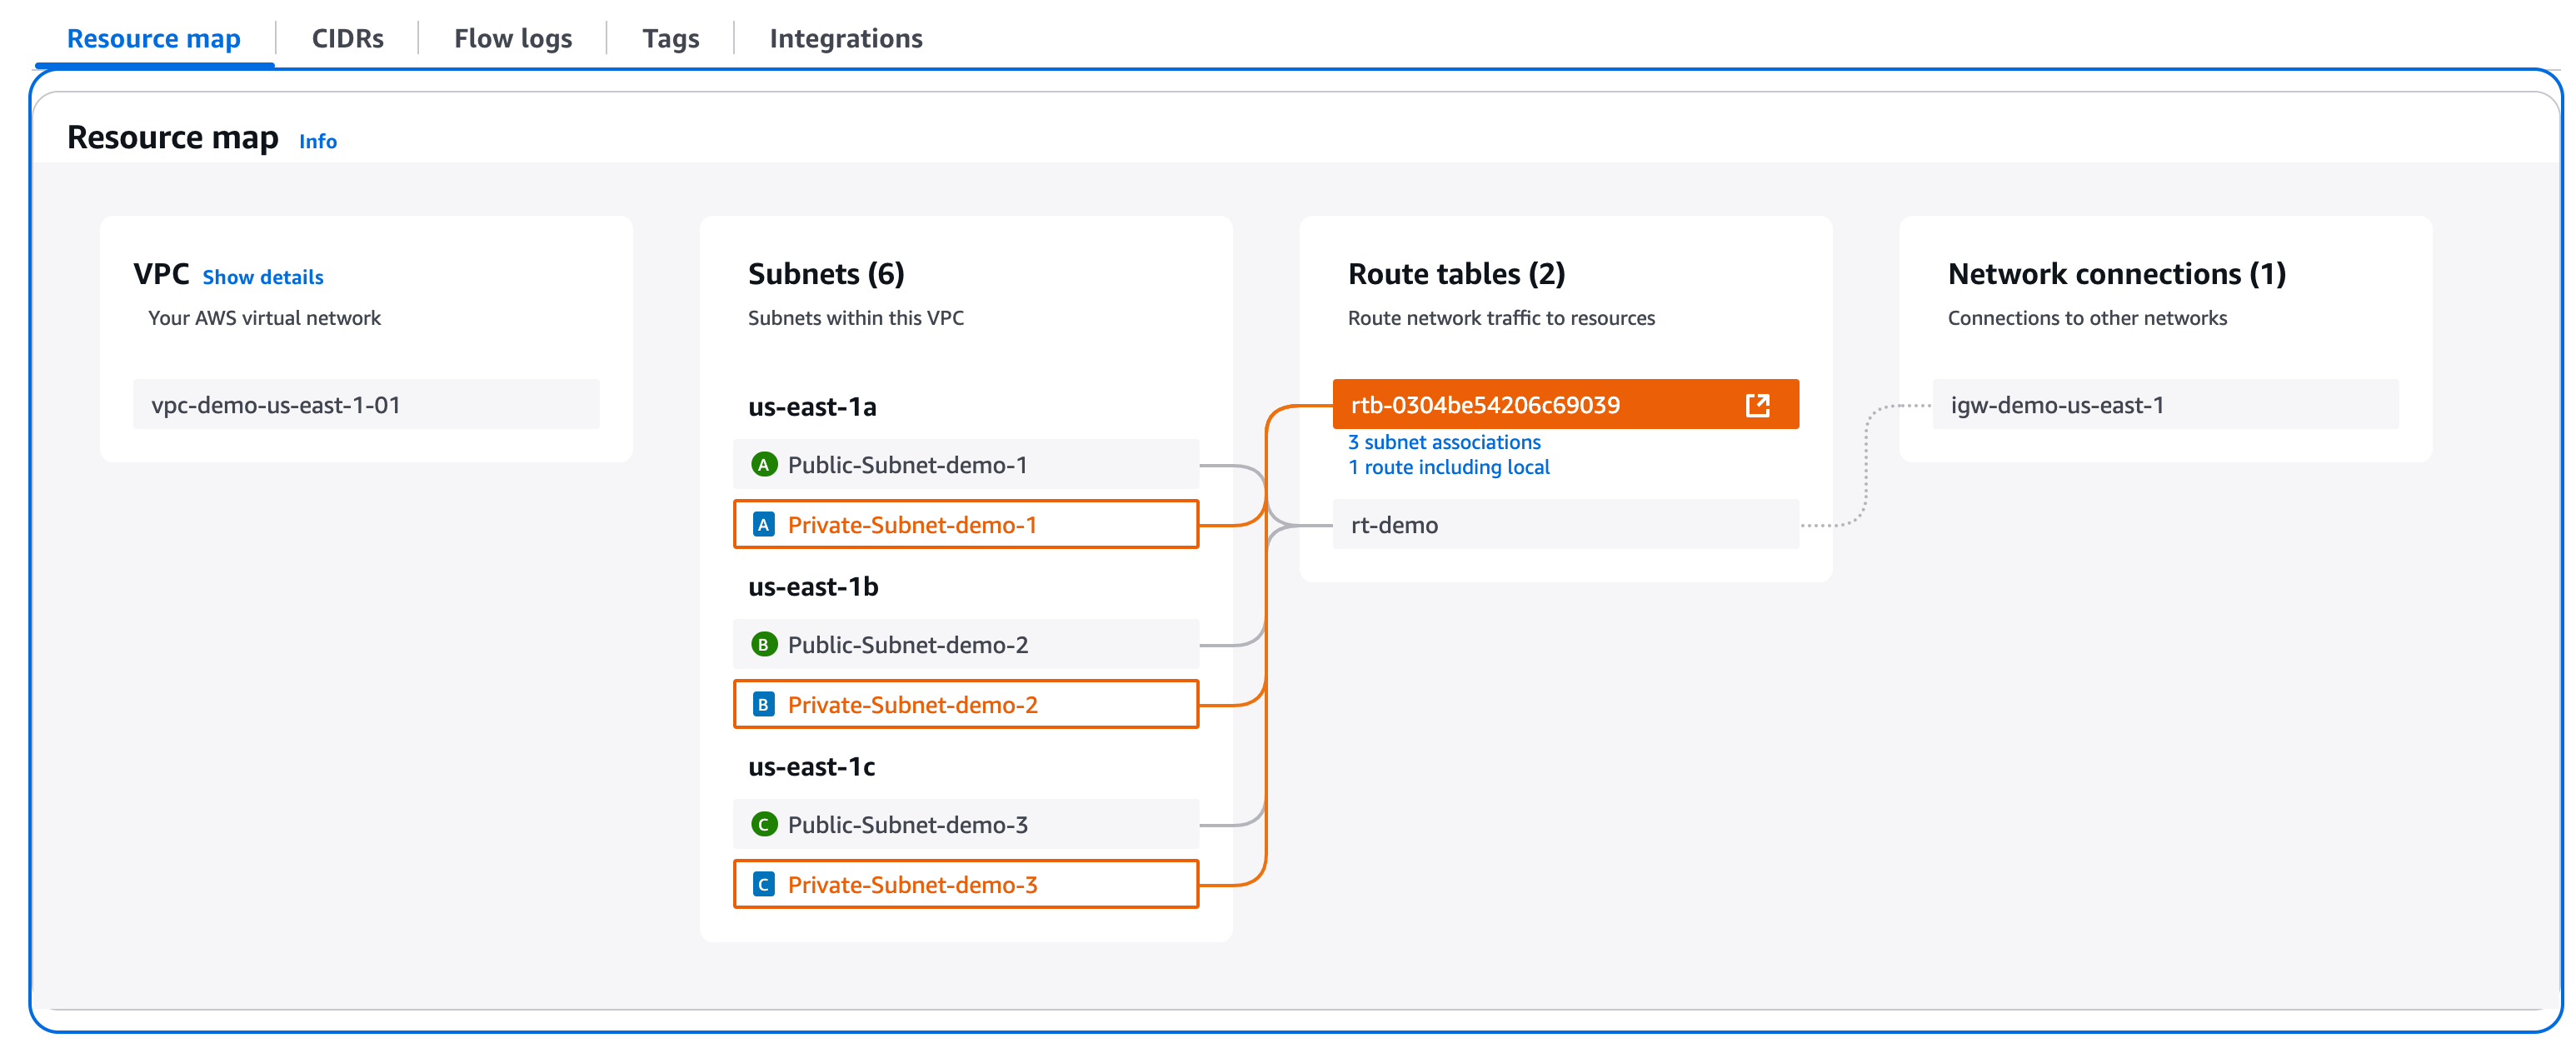 Resource map
CIDRs
Flow logs
Tags
Integrations
Resource map Info
VPC Show details
Your AWS virtual network
vpc-demo-us-east-1-01
Subnets (6)
Subnets within this VPC
us-east-1a
A Public-Subnet-demo-1
A Private-Subnet-demo-1
us-east-1b
B Public-Subnet-demo-2
B Private-Subnet-demo-2
us-east-1c
C Public-Subnet-demo-3
C Private-Subnet-demo-3
Route tables (2)
Route network traffic to resources
rtb-0304be54206c69039
3 subnet associations
1 route including local
rt-demo
Network connections (1)
Connections to other networks
igw-demo-us-east-1